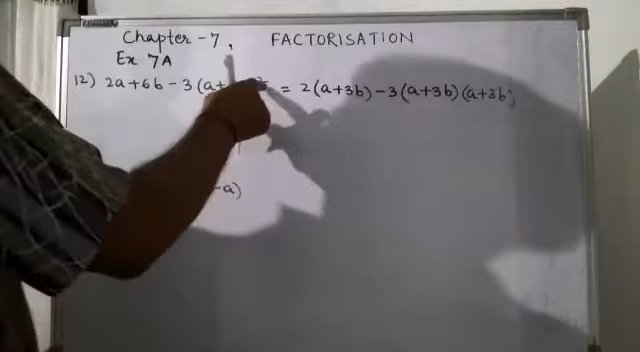 Chapter - 7, FACTORISATION
Ex 7A
12) 2a+6b - 3(a+ = 2(a+3b) - 3(a+3b)(a+3b)
-a)